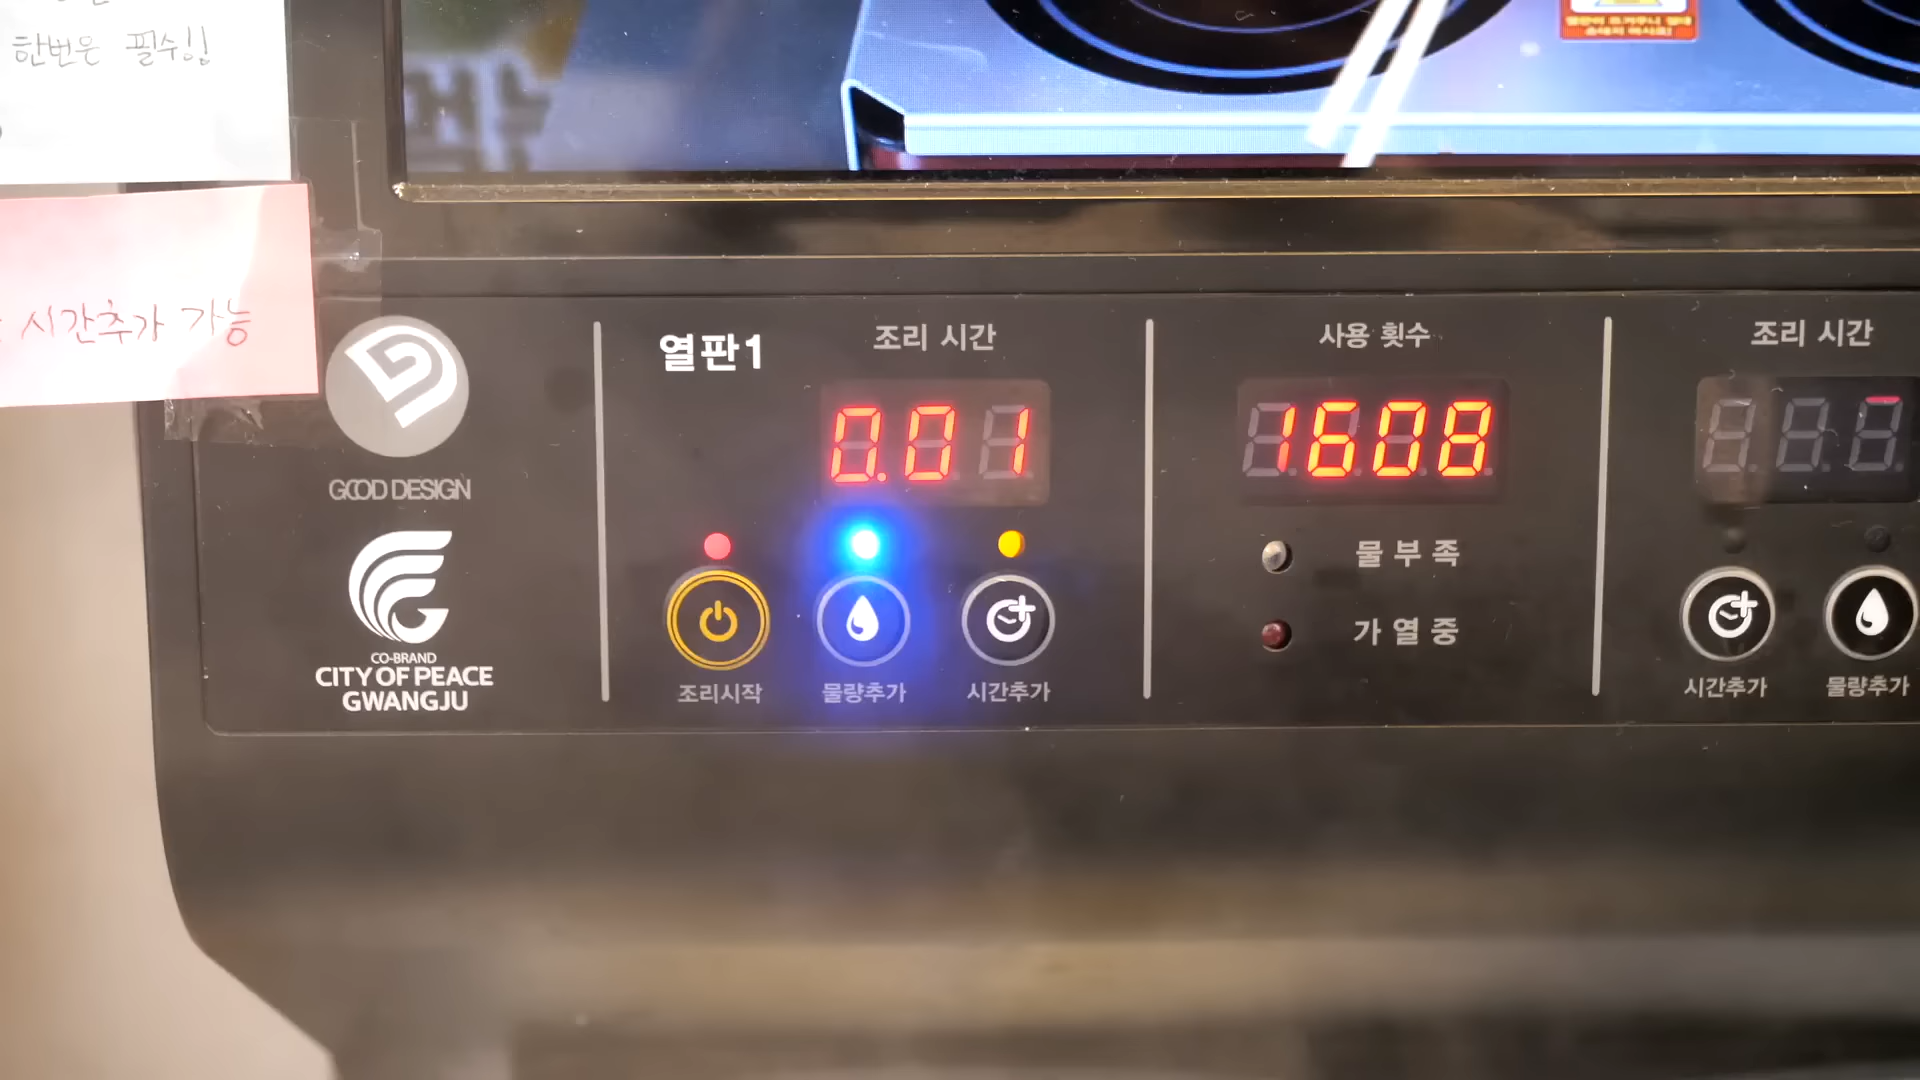 한번은 필수!!
시간추가 가능
GOOD DESIGN
CO-BRAND
CITY OF PEACE
GWANGJU
열판1
조리 시간
0.01
조리시작
물량추가
시간추가
사용 횟수
1608
물부족
가열중
조리 시간
시간추가
물량추가